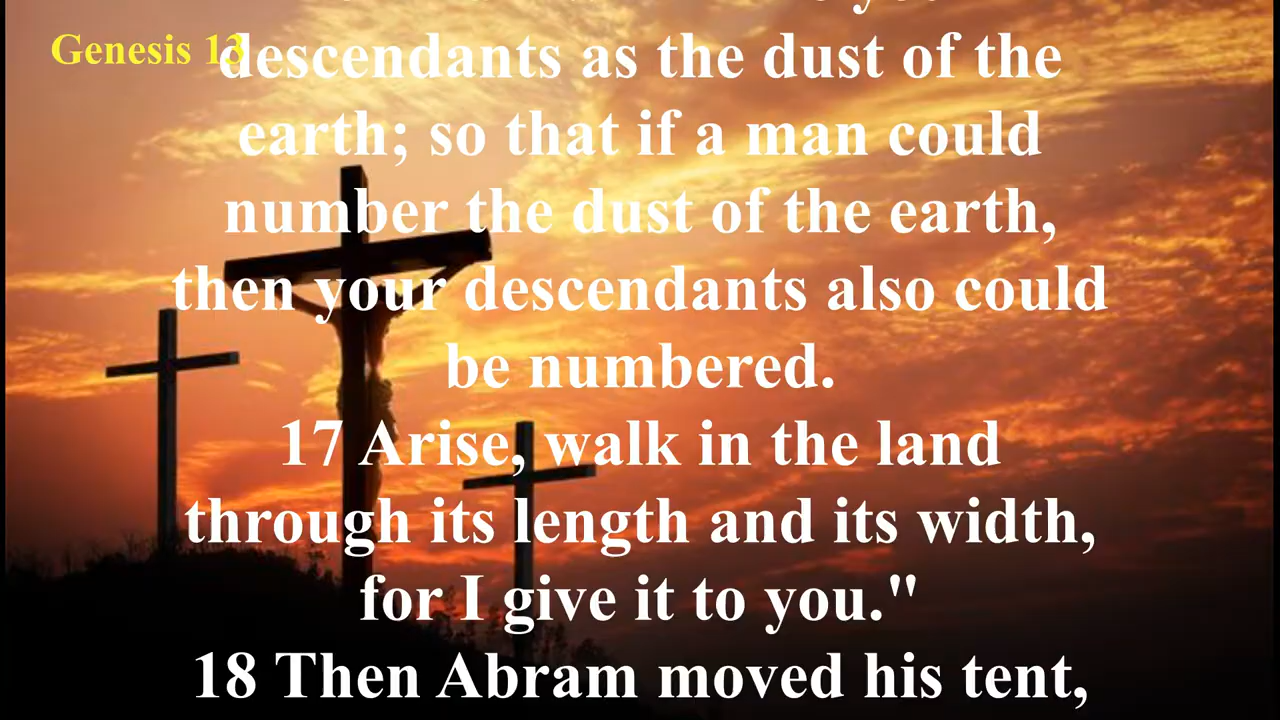 Genesis 13
descendants as the dust of the
earth; so that if a man could
number the dust of the earth,
then your descendants also could
be numbered.
17 Arise, walk in the land
through its length and its width,
for I give it to you."
18 Then Abram moved his tent,